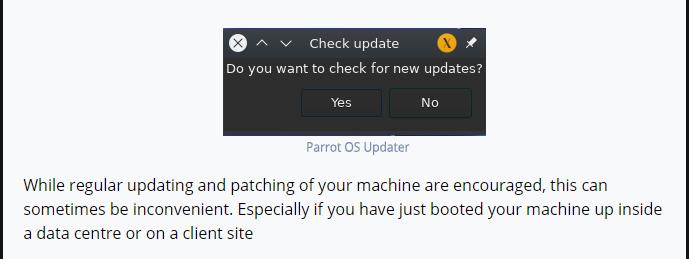 Check update
X
Do you want to check for new updates?
Yes
No
Parrot OS Updater
While regular updating and patching of your machine are encouraged, this can
sometimes be inconvenient. Especially if you have just booted your machine up inside
a data centre or on a client site